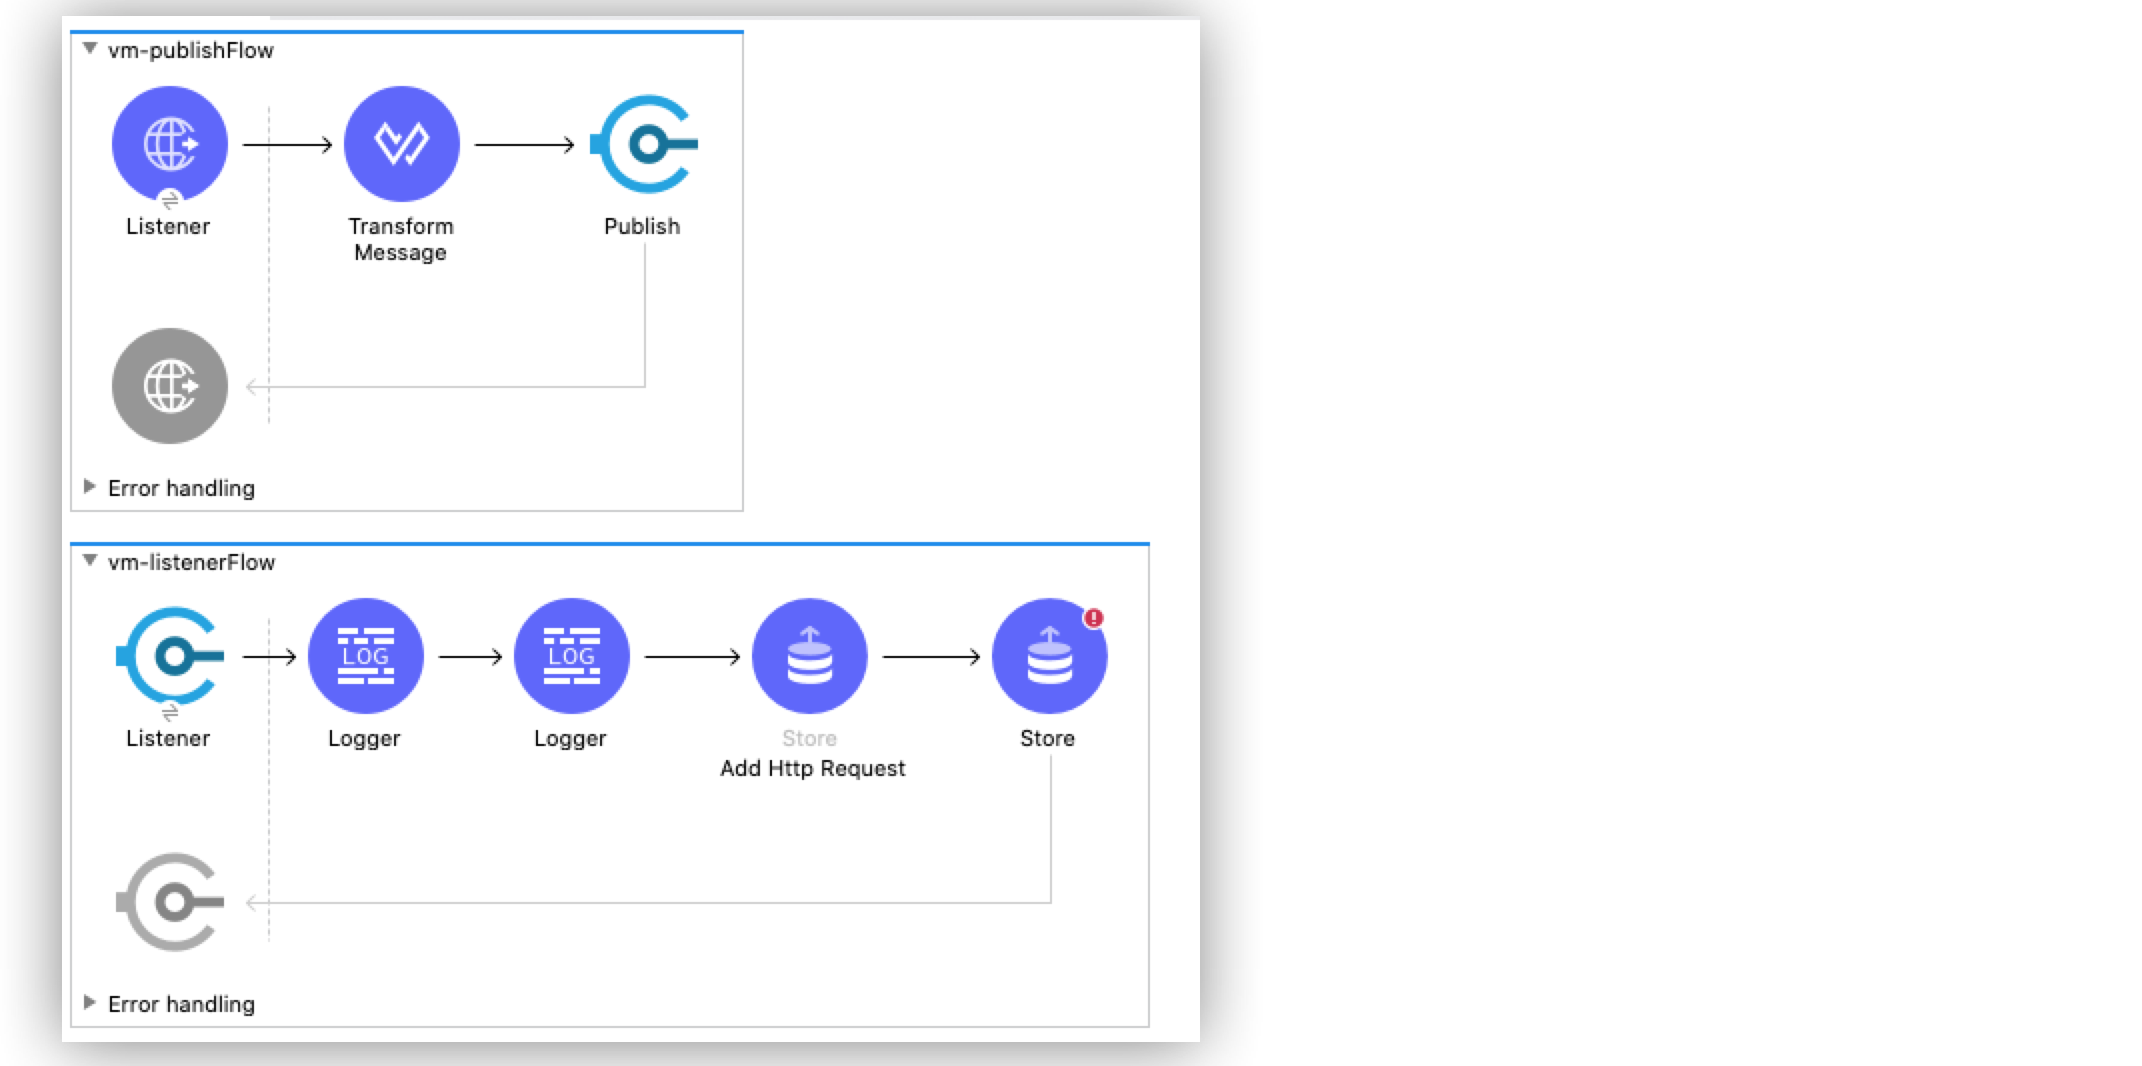 vm-publishFlow
Listener
Transform
Message
Publish
Error handling
vm-listenerFlow
LOG
LOG
Listener
Logger
Logger
Store
Store
Add Http Request
Error handling